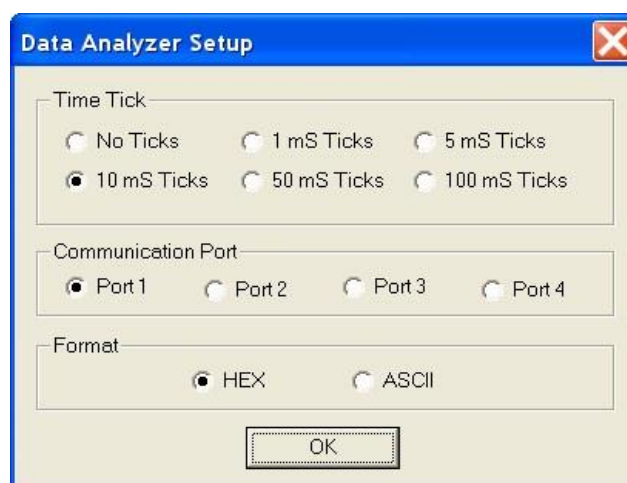 Data Analyzer Setup
Time Tick
No Ticks 1 mS Ticks 5 mS Ticks
10 mS Ticks 50 mS Ticks 100 mS Ticks
Communication Port
Port 1 Port 2 Port 3 Port 4
Format
HEX ASCII
OK